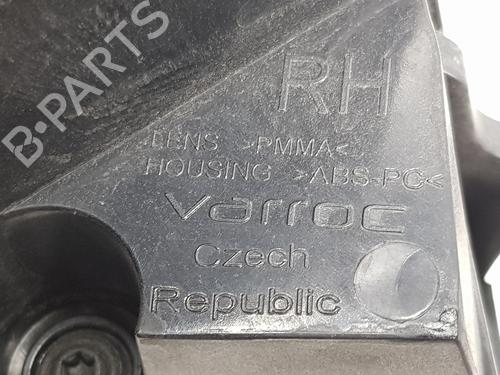 B-PARTS
RH
LENS >PMMA<
HOUSING >ABS-PC<
varroc
Czech
Republic